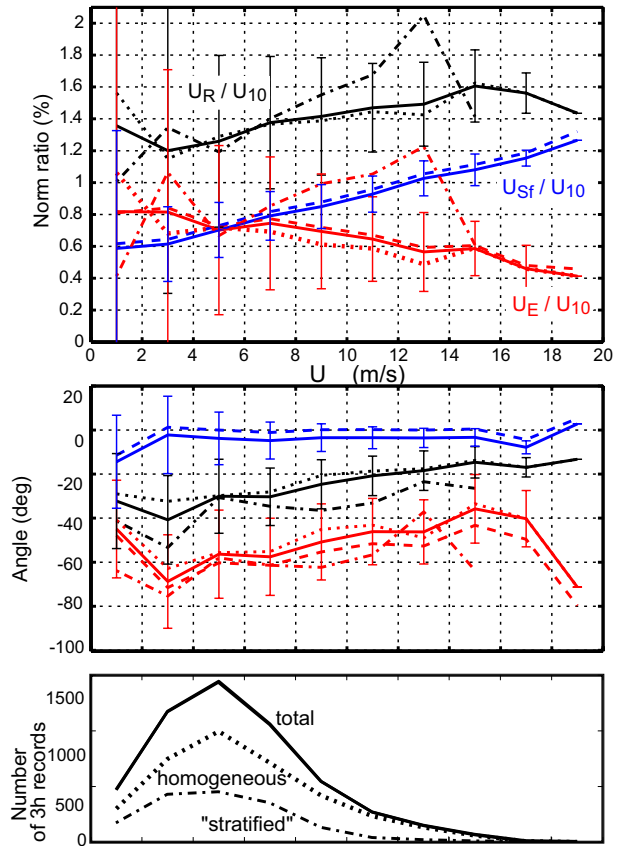 2
1.8
1.6
1.4
1.2
1
0.8
0.6
0.4
0.2
0
Norm ratio (%)
U_R / U_10
U_Sf / U_10
U_E / U_10
0 2 4 6 8 10 12 14 16 18 20
U (m/s)
20
0
-20
-40
-60
-80
-100
Angle (deg)
1500
1000
500
0
Number
of 3h records
total
homogeneous
"stratified"